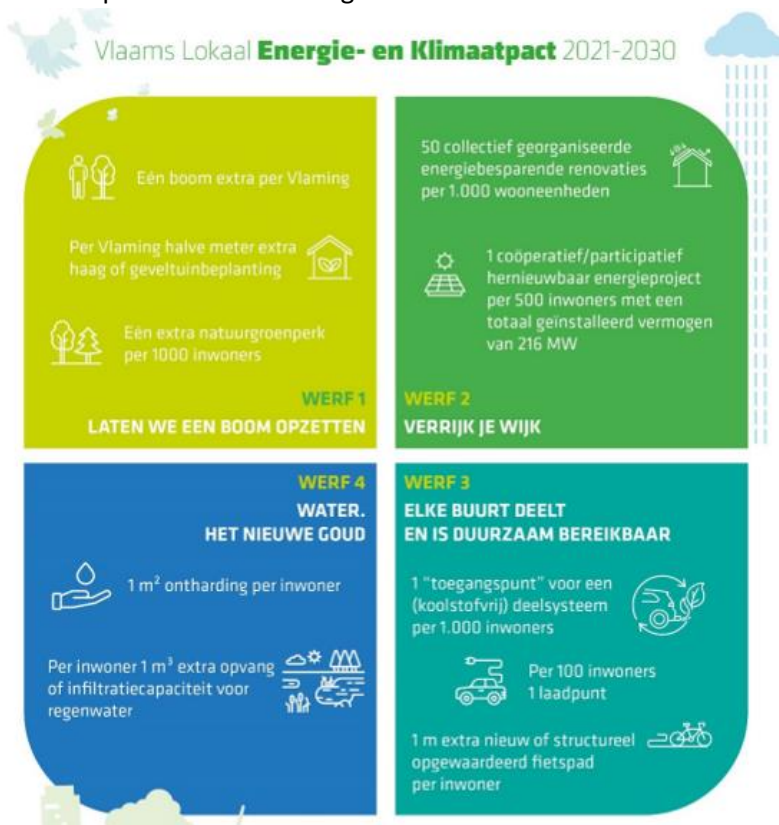 Vlaams Lokaal Energie- en Klimaatpact 2021-2030
Eén boom extra per Vlaming
Per Vlaming halve meter extra
haag of geveltuinbeplanting
Eén extra natuurgroenperk
per 1000 inwoners
WERF 1
LATEN WE EEN BOOM OPZETTEN
50 collectief georganiseerde
energiebesparende renovaties
per 1.000 wooneenheden
1 coöperatief/participatief
hernieuwbaar energieproject
per 500 inwoners met een
totaal geïnstalleerd vermogen
van 216 MW
WERF 2
VERRIJK JE WIJK
WERF 4
WATER.
HET NIEUWE GOUD
1 m² ontharding per inwoner
Per inwoner 1 m³ extra opvang
of infiltratiecapaciteit voor
regenwater
WERF 3
ELKE BUURT DEELT
EN IS DUURZAAM BEREIKBAAR
1 “toegangspunt” voor een
(koolstofvrij) deelsysteem
per 1.000 inwoners
Per 100 inwoners
1 laadpunt
1 m extra nieuw of structureel
opgewaardeerd fietspad
per inwoner